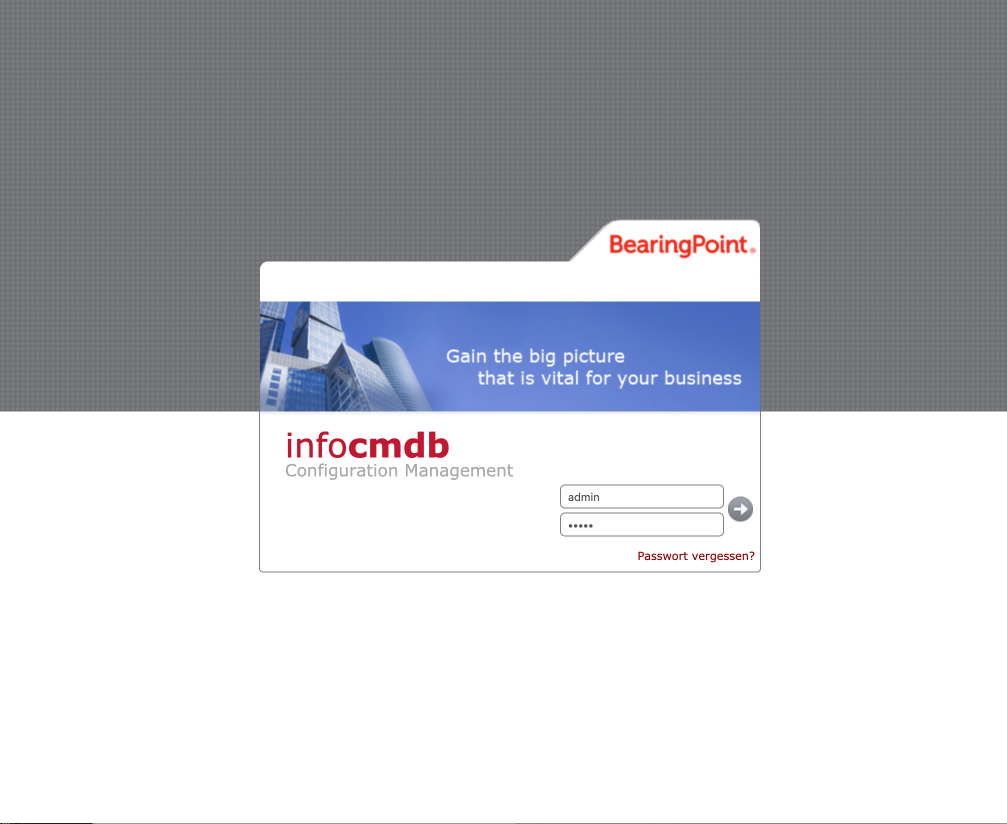 BearingPoint®
Gain the big picture
that is vital for your business
infocmdb
Configuration Management
admin
•••••
Passwort vergessen?